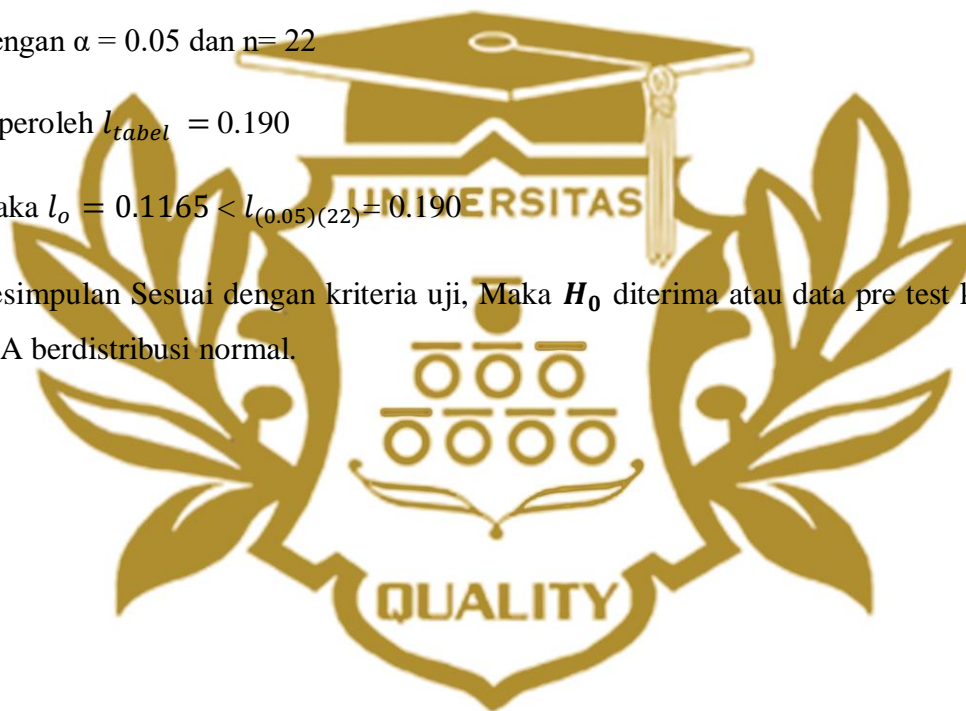 engan α = 0.05 dan n= 22
peroleh l_tabel = 0.190
aka l_o = 0.1165 < l_(0.05)(22)= 0.190
UNIVERSITAS
esimpulan Sesuai dengan kriteria uji, Maka H_0 diterima atau data pre test k
A berdistribusi normal.
QUALITY